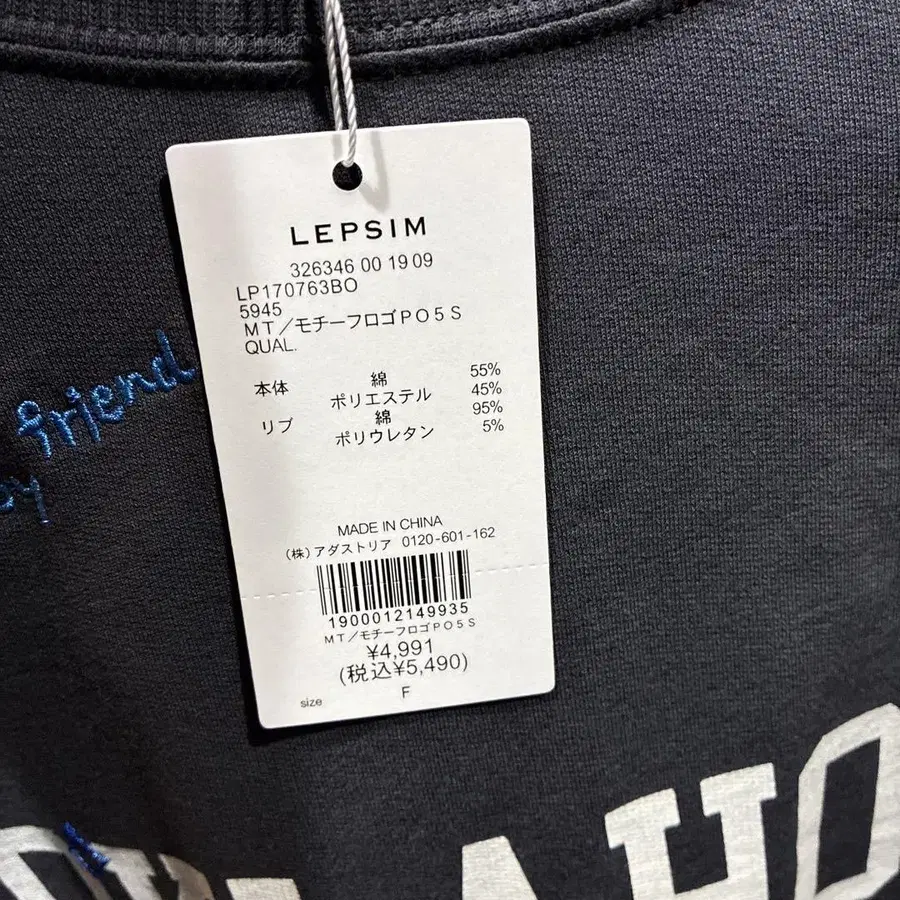 LEPSIM
326346 00 19 09
LP170763BO
5945
MT/モチーフロゴPO5S
QUAL.
本体 綿 55%
ポリエステル 45%
リブ 綿 95%
ポリウレタン 5%
MADE IN CHINA
(株)アダストリア 0120-601-162
1900012149935
MT/モチーフロゴPO5S
¥4,991
(税込¥5,490)
size F
friend